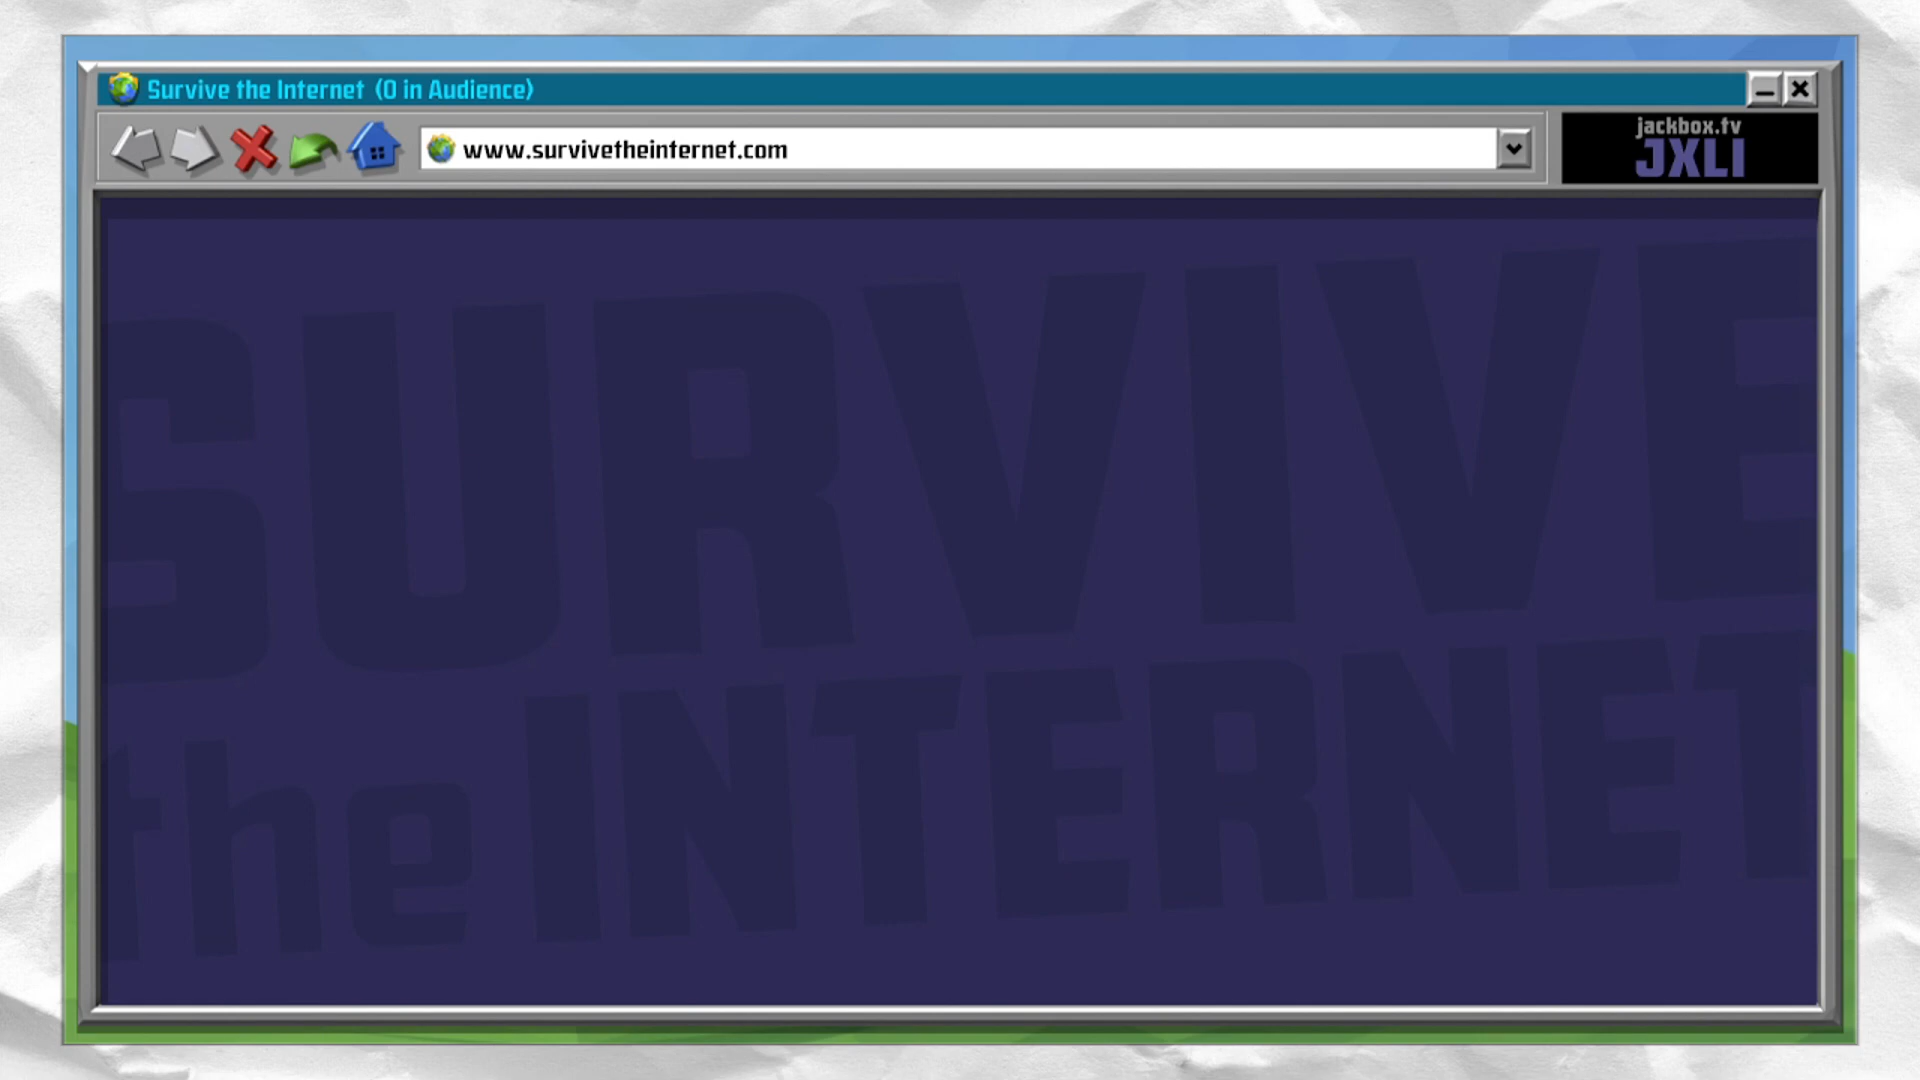 Survive the Internet (0 in Audience)
www.survivetheinternet.com
jackbox.tv
JXLI
SURVIVE
the INTERNET